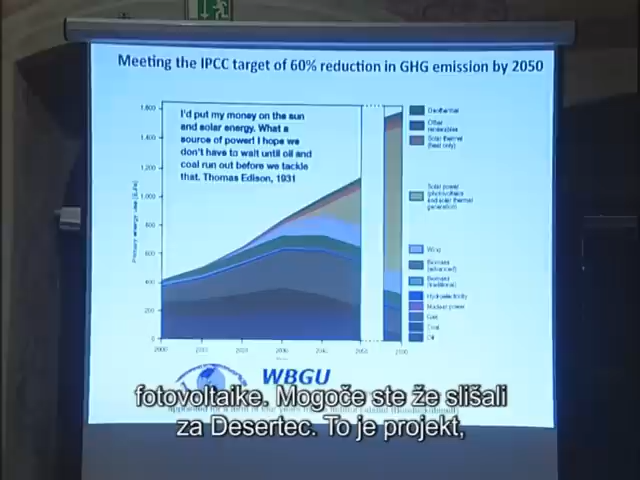 Meeting the IPCC target of 60% reduction in GHG emission by 2050
I'd put my money on the sun
and solar energy. What a
source of power! I hope we
don't have to wait until oil and
coal run out before we tackle
that. Thomas Edison, 1931
1,600
1,400
1,200
1,000
800
600
400
200
0
2000
2010
2020
2030
2040
2050
2100
Geothermal
Other
renewables
Solar thermal
(heat only)
Solar power
(photovoltaics
and solar thermal
generation)
Wind
Biomass
(advanced)
Biomass
(traditional)
Hydroelectricity
Nuclear power
Gas
Coal
Oil
WBGU
fotovoltaike. Mogoče ste že slišali
za Desertec. To je projekt,